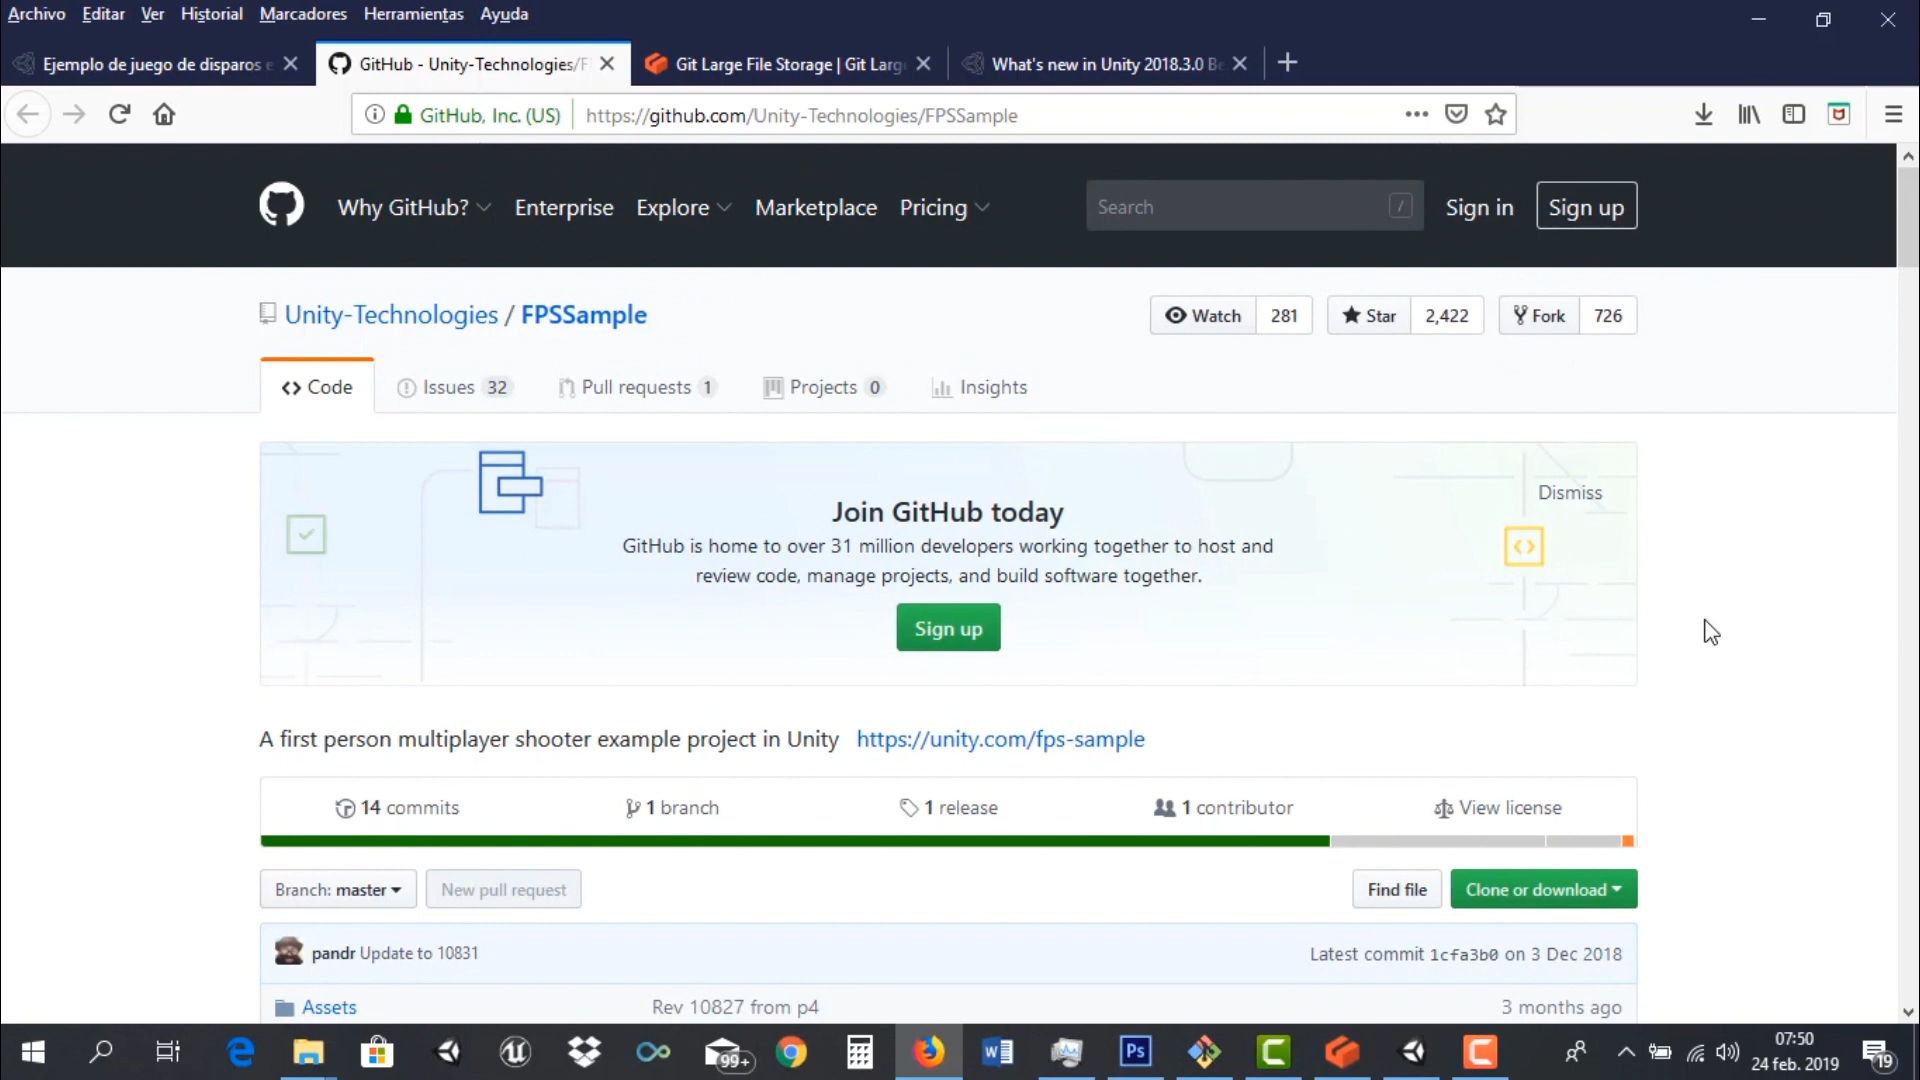 Archivo Editar Ver Historial Marcadores Herramientas Ayuda
Ejemplo de juego de disparos
GitHub - Unity-Technologies/F
Git Large File Storage | Git Larg
What's new in Unity 2018.3.0 Be
GitHub, Inc. (US) https://github.com/Unity-Technologies/FPSSample
Why GitHub? Enterprise Explore Marketplace Pricing Search / Sign in Sign up
Unity-Technologies / FPSSample
Watch 281 Star 2,422 Fork 726
Code Issues 32 Pull requests 1 Projects 0 Insights
Dismiss
Join GitHub today
GitHub is home to over 31 million developers working together to host and
review code, manage projects, and build software together.
Sign up
A first person multiplayer shooter example project in Unity https://unity.com/fps-sample
14 commits 1 branch 1 release 1 contributor View license
Branch: master New pull request Find file Clone or download
pandr Update to 10831 Latest commit 1cfa3b0 on 3 Dec 2018
Assets Rev 10827 from p4 3 months ago
99+
Ps
07:50
24 feb. 2019
19